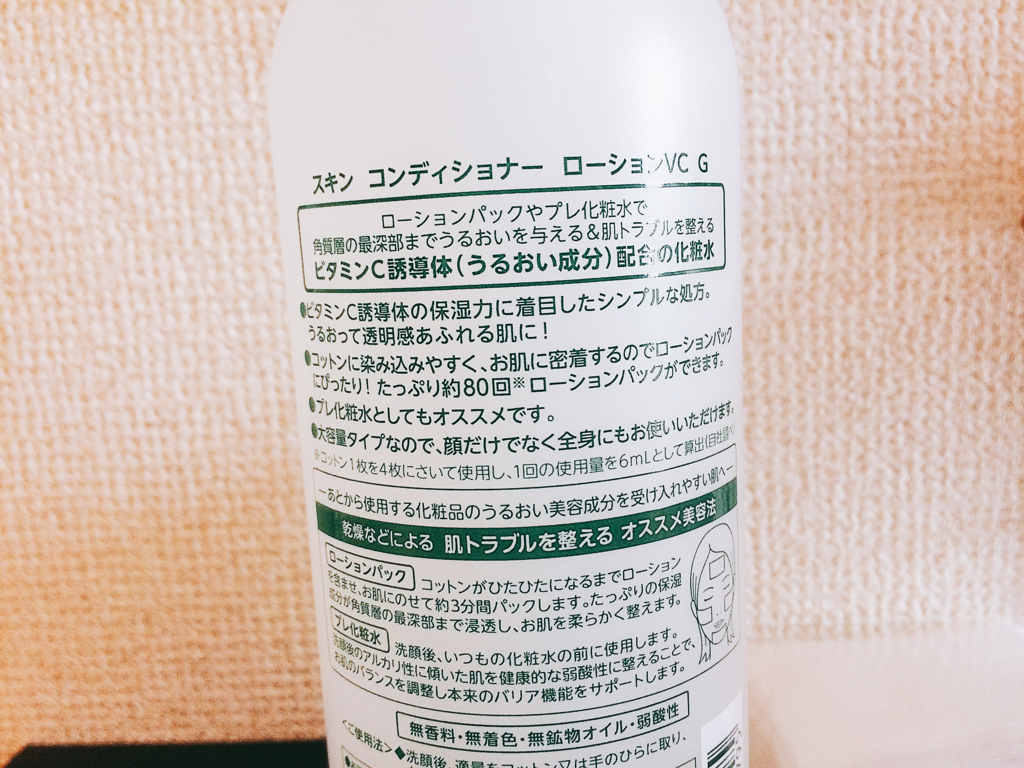 スキン コンディショナー ローションVC G
ローションパックやプレ化粧水で
角質層の最深部までうるおいを与える&肌トラブルを整える
ビタミンC誘導体(うるおい成分)配合の化粧水
●ビタミンC誘導体の保湿力に着目したシンプルな処方。
うるおって透明感あふれる肌に!
●コットンに染み込みやすく、お肌に密着するのでローションパック
にぴったり! たっぷり約80回※ローションパックができます。
●プレ化粧水としてもオススメです。
●大容量タイプなので、顔だけでなく全身にもお使いいただけます。
※コットン1枚を4枚にさいて使用し、1回の使用量を6mLとして算出(自社調べ
―あとから使用する化粧品のうるおい美容成分を受け入れやすい肌へ―
乾燥などによる 肌トラブルを整える オススメ美容法
ローションパック コットンがひたひたになるまでローション
を含ませ、お肌にのせて約3分間パックします。たっぷりの保湿
成分が角質層の最深部まで浸透し、お肌を柔らかく整えます。
プレ化粧水 洗顔後、いつもの化粧水の前に使用します。
洗顔後のアルカリ性に傾いた肌を健康的な弱酸性に整えることで、
お肌のバランスを調整し本来のバリア機能をサポートします。
無香料・無着色・無鉱物オイル・弱酸性
<ご使用法>◆洗顔後、適量をコットン又は手のひらに取り、